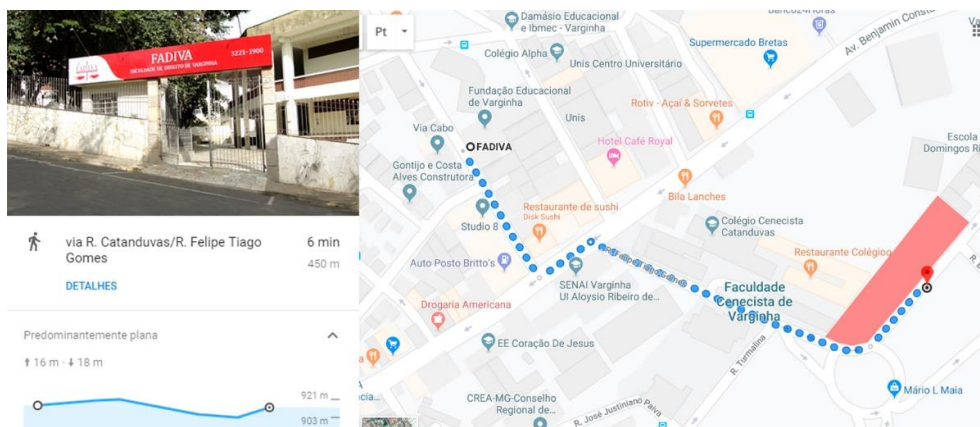 FADIVA
FACULDADE DE DIREITO DE VARGINHA
3221-1900
via R. Catanduvas/R. Felipe Tiago
Gomes
6 min
450 m
DETALHES
Predominantemente plana
16 m · 18 m
921 m
903 m
Pt
Damásio Educacional
e Ibmec - Varginha
Banco24Horas
Av. Benjamin Const
Colégio Alpha
Unis Centro Universitário
Supermercado Bretas
Fundação Educacional
de Varginha
Unis
Rotiv - Açaí & Sorvetes
Via Cabo
FADIVA
Hotel Café Royal
Escola
Domingos Ri
Gontijo e Costa
Alves Construtora
Bila Lanches
Restaurante de sushi
Disk Sushi
Studio 8
Colégio Cenecista
Catanduvas
Auto Posto Britto's
Restaurante Colégioo
SENAI Varginha
UI Aloysio Ribeiro de...
Faculdade
Cenecista de
Varginha
Drogaria Americana
EE Coração De Jesus
R. Turmalina
Mário L Maia
CREA-MG-Conselho
Regional de...
R. José Justiniano Paiva